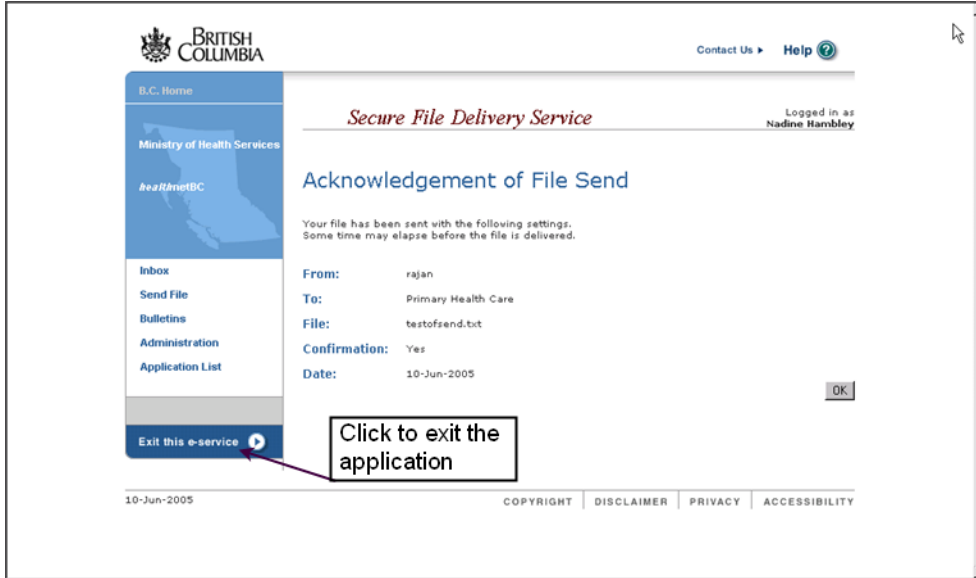 BRITISH
COLUMBIA
Contact Us
Help ?
B.C. Home
Secure File Delivery Service
Logged in as
Nadine Hambley
Ministry of Health Services
healthnetBC
Acknowledgement of File Send
Your file has been sent with the following settings.
Some time may elapse before the file is delivered.
Inbox
Send File
Bulletins
Administration
Application List
From: rajan
To: Primary Health Care
File: testofsend.txt
Confirmation: Yes
Date: 10-Jun-2005
OK
Exit this e-service
Click to exit the
application
10-Jun-2005
COPYRIGHT | DISCLAIMER | PRIVACY | ACCESSIBILITY